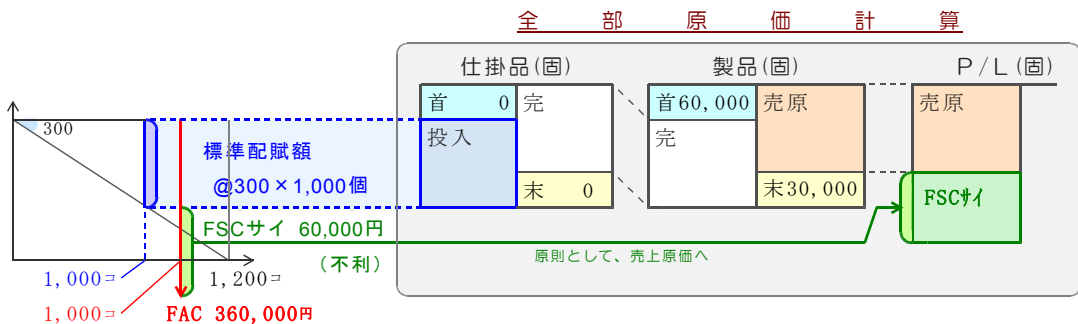 全部原価計算
仕掛品(固)
製品(固)
P/L(固)
首 0
完
首60,000
売原
売原
300
標準配賦額
投入
完
@300×1,000個
末 0
末30,000
FSCサイ
FSCサイ 60,000円
(不利)
原則として、売上原価へ
1,000コ
1,200コ
1,000コ
FAC 360,000円